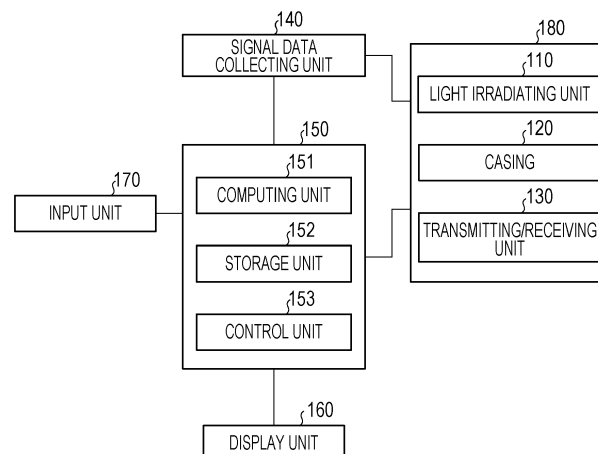 140
SIGNAL DATA
COLLECTING UNIT
180
110
LIGHT IRRADIATING UNIT
120
CASING
130
TRANSMITTING/RECEIVING
UNIT
150
151
COMPUTING UNIT
152
STORAGE UNIT
153
CONTROL UNIT
170
INPUT UNIT
160
DISPLAY UNIT